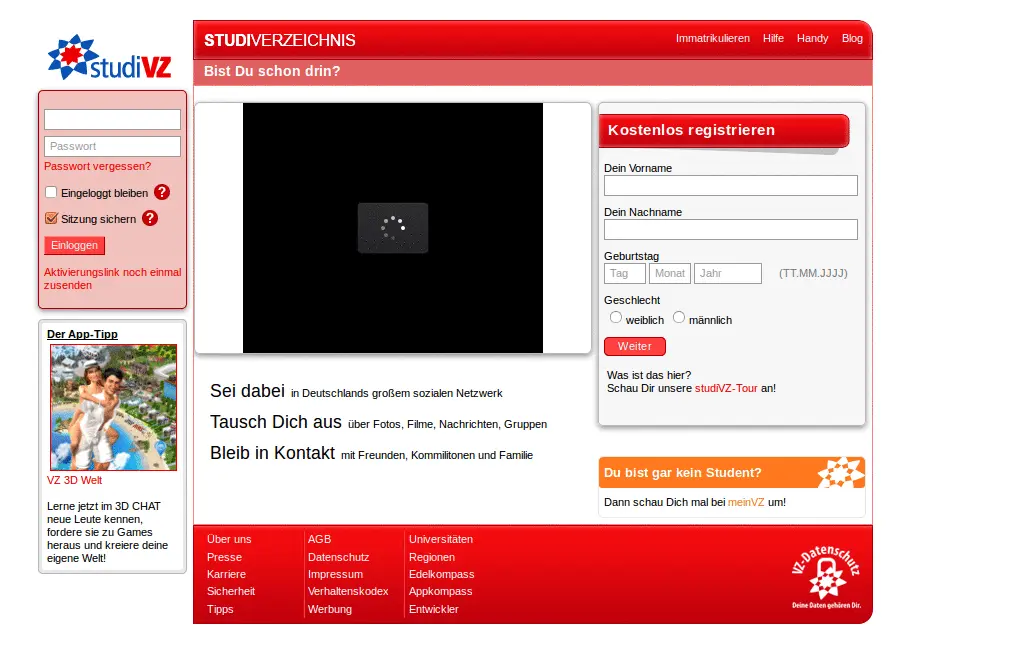 studiVZ
STUDIVERZEICHNIS
Immatrikulieren Hilfe Handy Blog
Bist Du schon drin?
Passwort
Passwort vergessen?
Eingeloggt bleiben ?
Sitzung sichern ?
Einloggen
Aktivierungslink noch einmal
zusenden
Der App-Tipp
VZ 3D Welt
Lerne jetzt im 3D CHAT
neue Leute kennen,
fordere sie zu Games
heraus und kreiere deine
eigene Welt!
Sei dabei in Deutschlands großem sozialen Netzwerk
Tausch Dich aus über Fotos, Filme, Nachrichten, Gruppen
Bleib in Kontakt mit Freunden, Kommilitonen und Familie
Kostenlos registrieren
Dein Vorname
Dein Nachname
Geburtstag
Tag Monat Jahr (TT.MM.JJJJ)
Geschlecht
weiblich männlich
Weiter
Was ist das hier?
Schau Dir unsere studiVZ-Tour an!
Du bist gar kein Student?
Dann schau Dich mal bei meinVZ um!
Über uns
Presse
Karriere
Sicherheit
Tipps
AGB
Datenschutz
Impressum
Verhaltenskodex
Werbung
Universitäten
Regionen
Edelkompass
Appkompass
Entwickler
VZ-Datenschutz
Deine Daten gehören Dir.